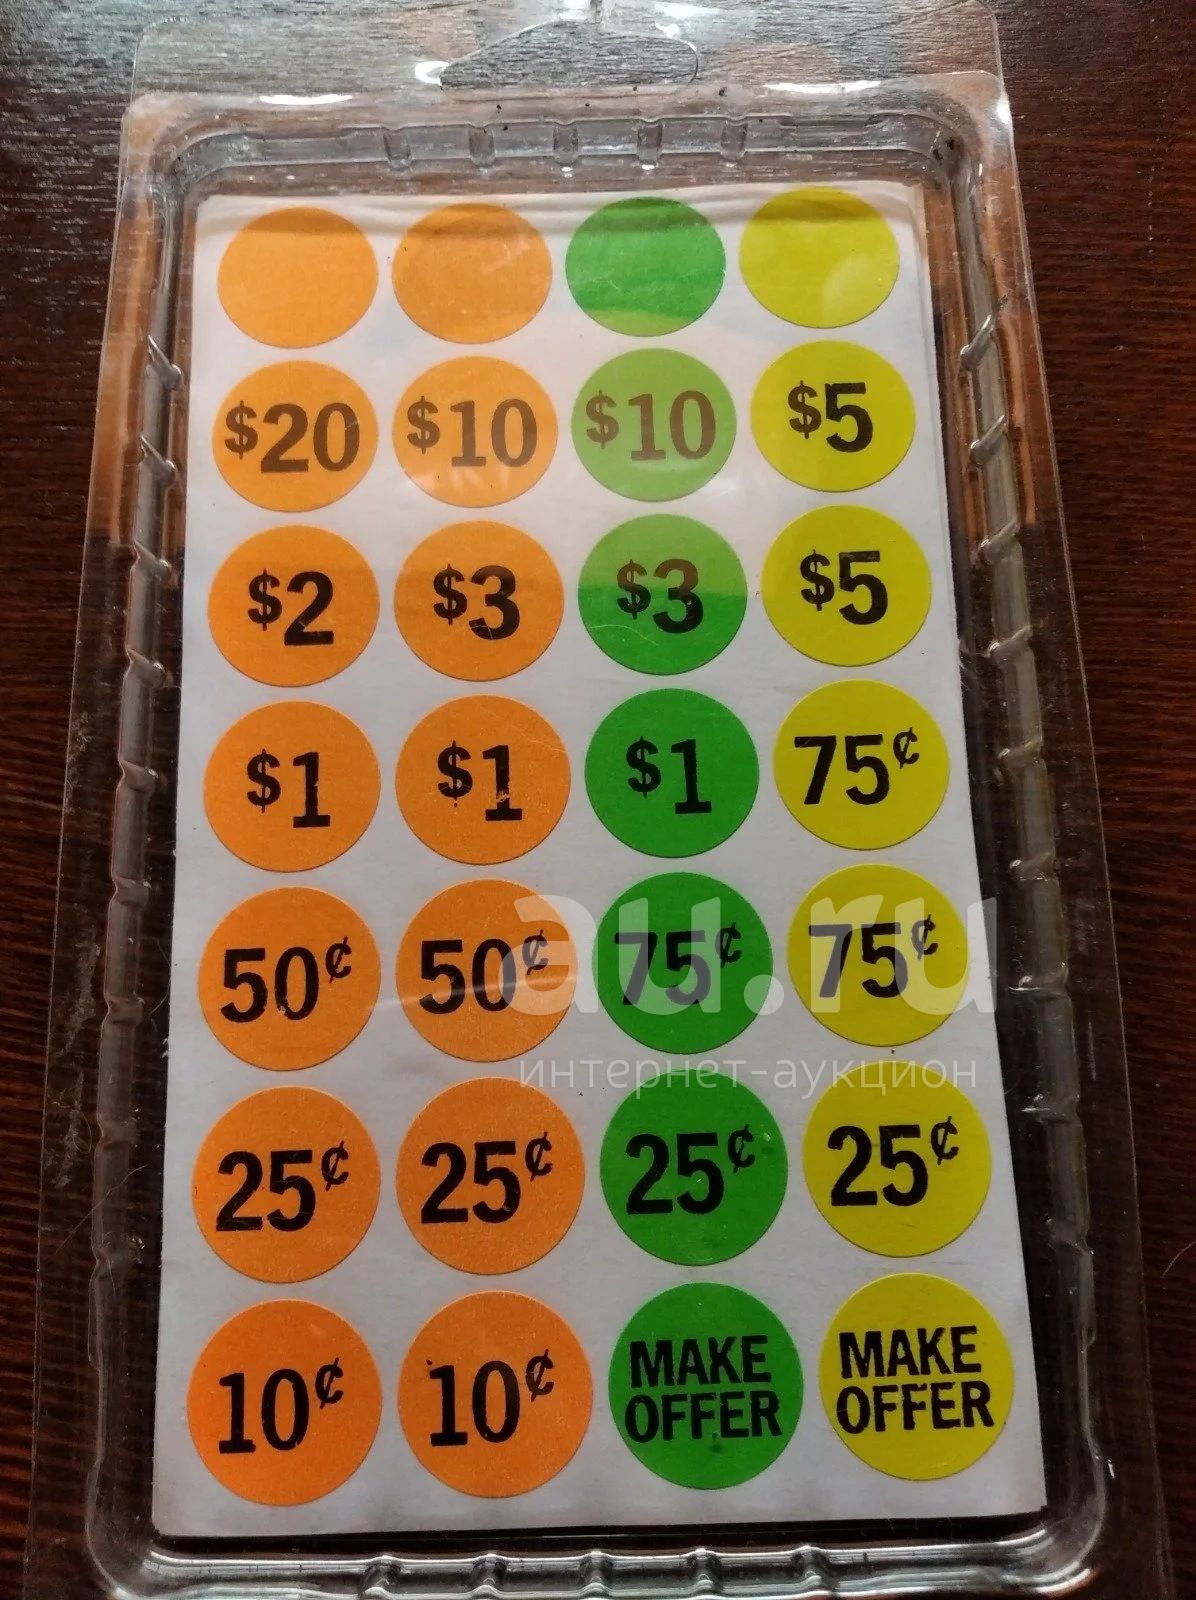 $20 $10 $10 $5
$2 $3 $3 $5
$1 $1 $1 75¢
50¢ 50¢ 75¢ 75¢
au.ru
интернет-аукцион
25¢ 25¢ 25¢ 25¢
10¢ 10¢ MAKE OFFER MAKE OFFER